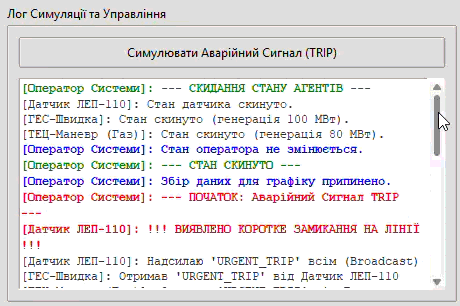 Лог Симуляції та Управління
Симулювати Аварійний Сигнал (TRIP)
[Оператор Системи]: --- СКИДАННЯ СТАНУ АГЕНТІВ ---
[Датчик ЛЕП-110]: Стан датчика скинуто.
[ГЕС-Швидка]: Стан скинуто (генерація 100 МВт).
[ТЕЦ-Маневр (Газ)]: Стан скинуто (генерація 80 МВт).
[Оператор Системи]: Стан оператора не змінюється.
[Оператор Системи]: --- СТАН СКИНУТО ---
[Оператор Системи]: Збір даних для графіку припинено.
[Оператор Системи]: --- ПОЧАТОК: Аварійний Сигнал TRIP
---
[Датчик ЛЕП-110]: !!! ВИЯВЛЕНО КОРОТКЕ ЗАМИКАННЯ НА ЛІНІЇ
!!!
[Датчик ЛЕП-110]: Надсилаю 'URGENT_TRIP' всім (Broadcast)
[ГЕС-Швидка]: Отримав 'URGENT_TRIP' від Датчик ЛЕП-110